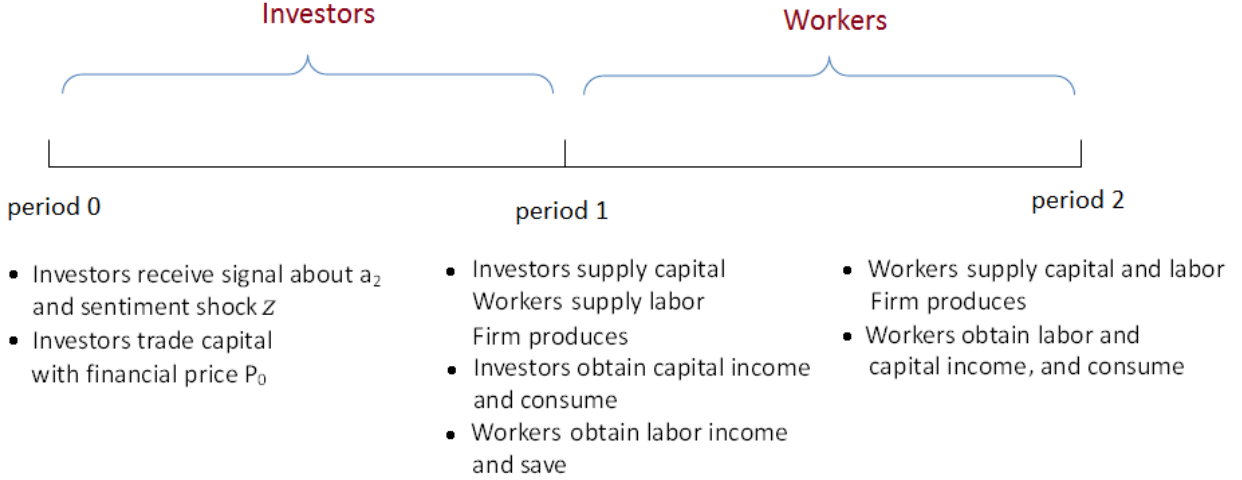 Investors
Workers
period 0
period 1
period 2
• Investors receive signal about a₂
and sentiment shock Z
• Investors trade capital
with financial price P₀
• Investors supply capital
Workers supply labor
Firm produces
• Investors obtain capital income
and consume
• Workers obtain labor income
and save
• Workers supply capital and labor
Firm produces
• Workers obtain labor and
capital income, and consume